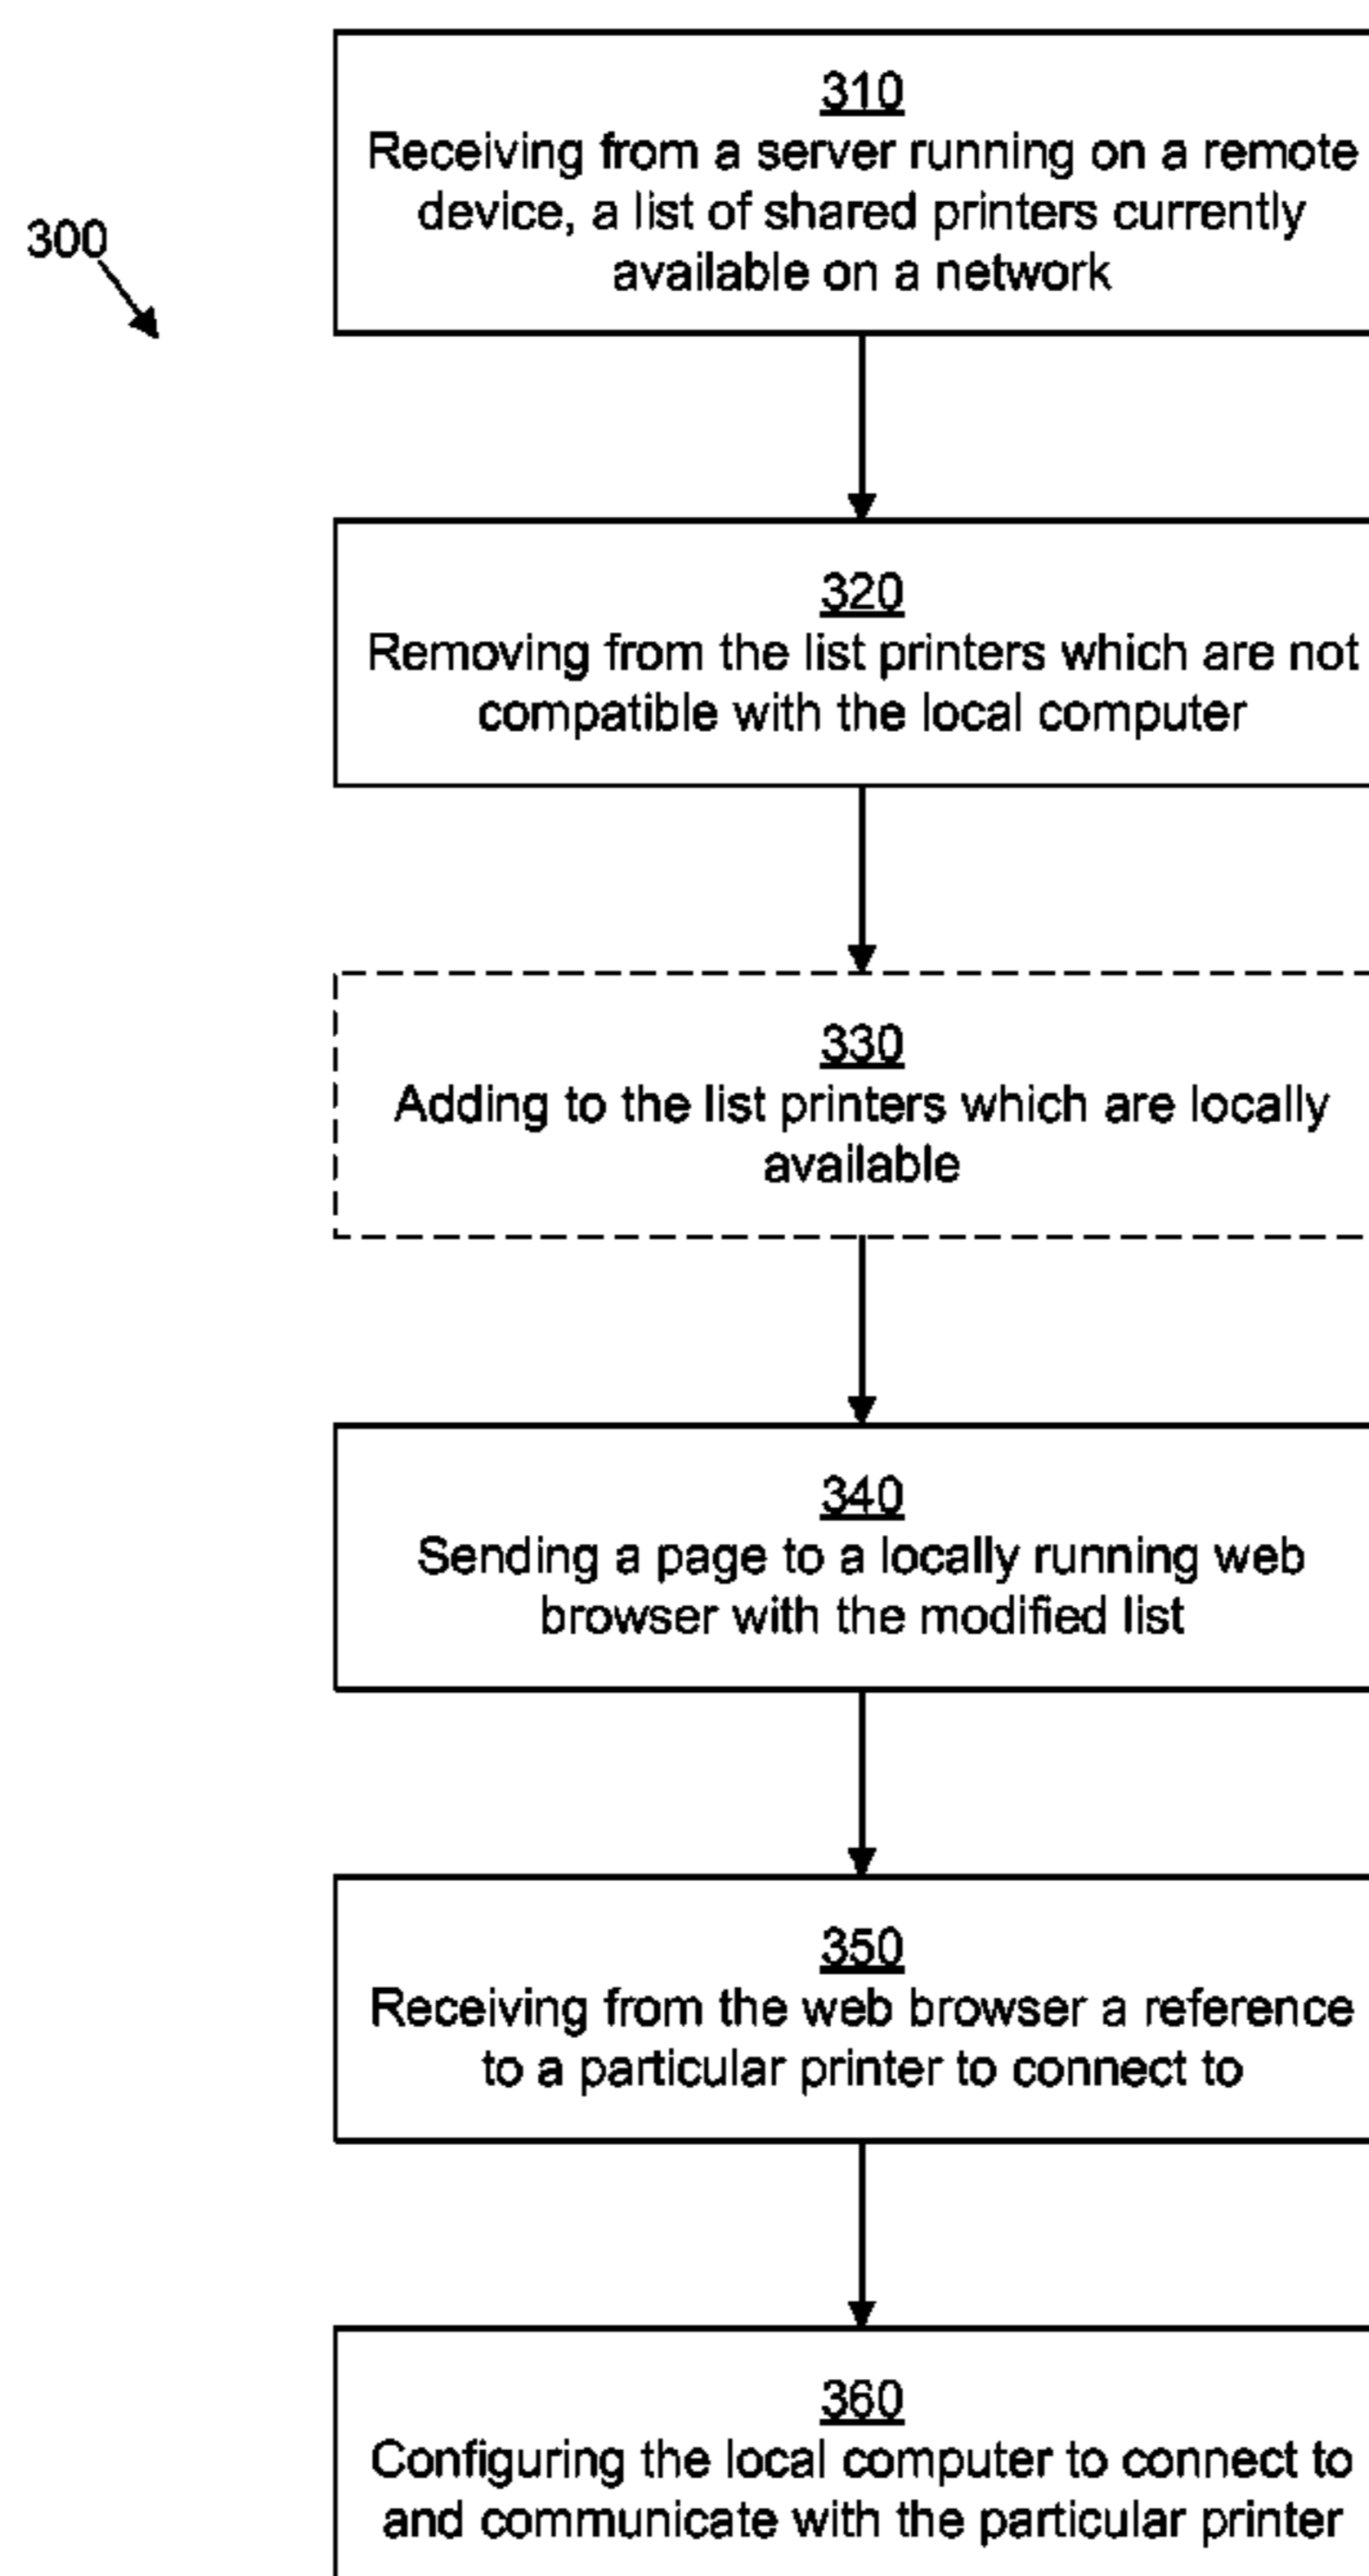 310
Receiving from a server running on a remote
device, a list of shared printers currently
available on a network
300
320
Removing from the list printers which are not
compatible with the local computer
330
Adding to the list printers which are locally
available
340
Sending a page to a locally running web
browser with the modified list
350
Receiving from the web browser a reference
to a particular printer to connect to
360
Configuring the local computer to connect to
and communicate with the particular printer